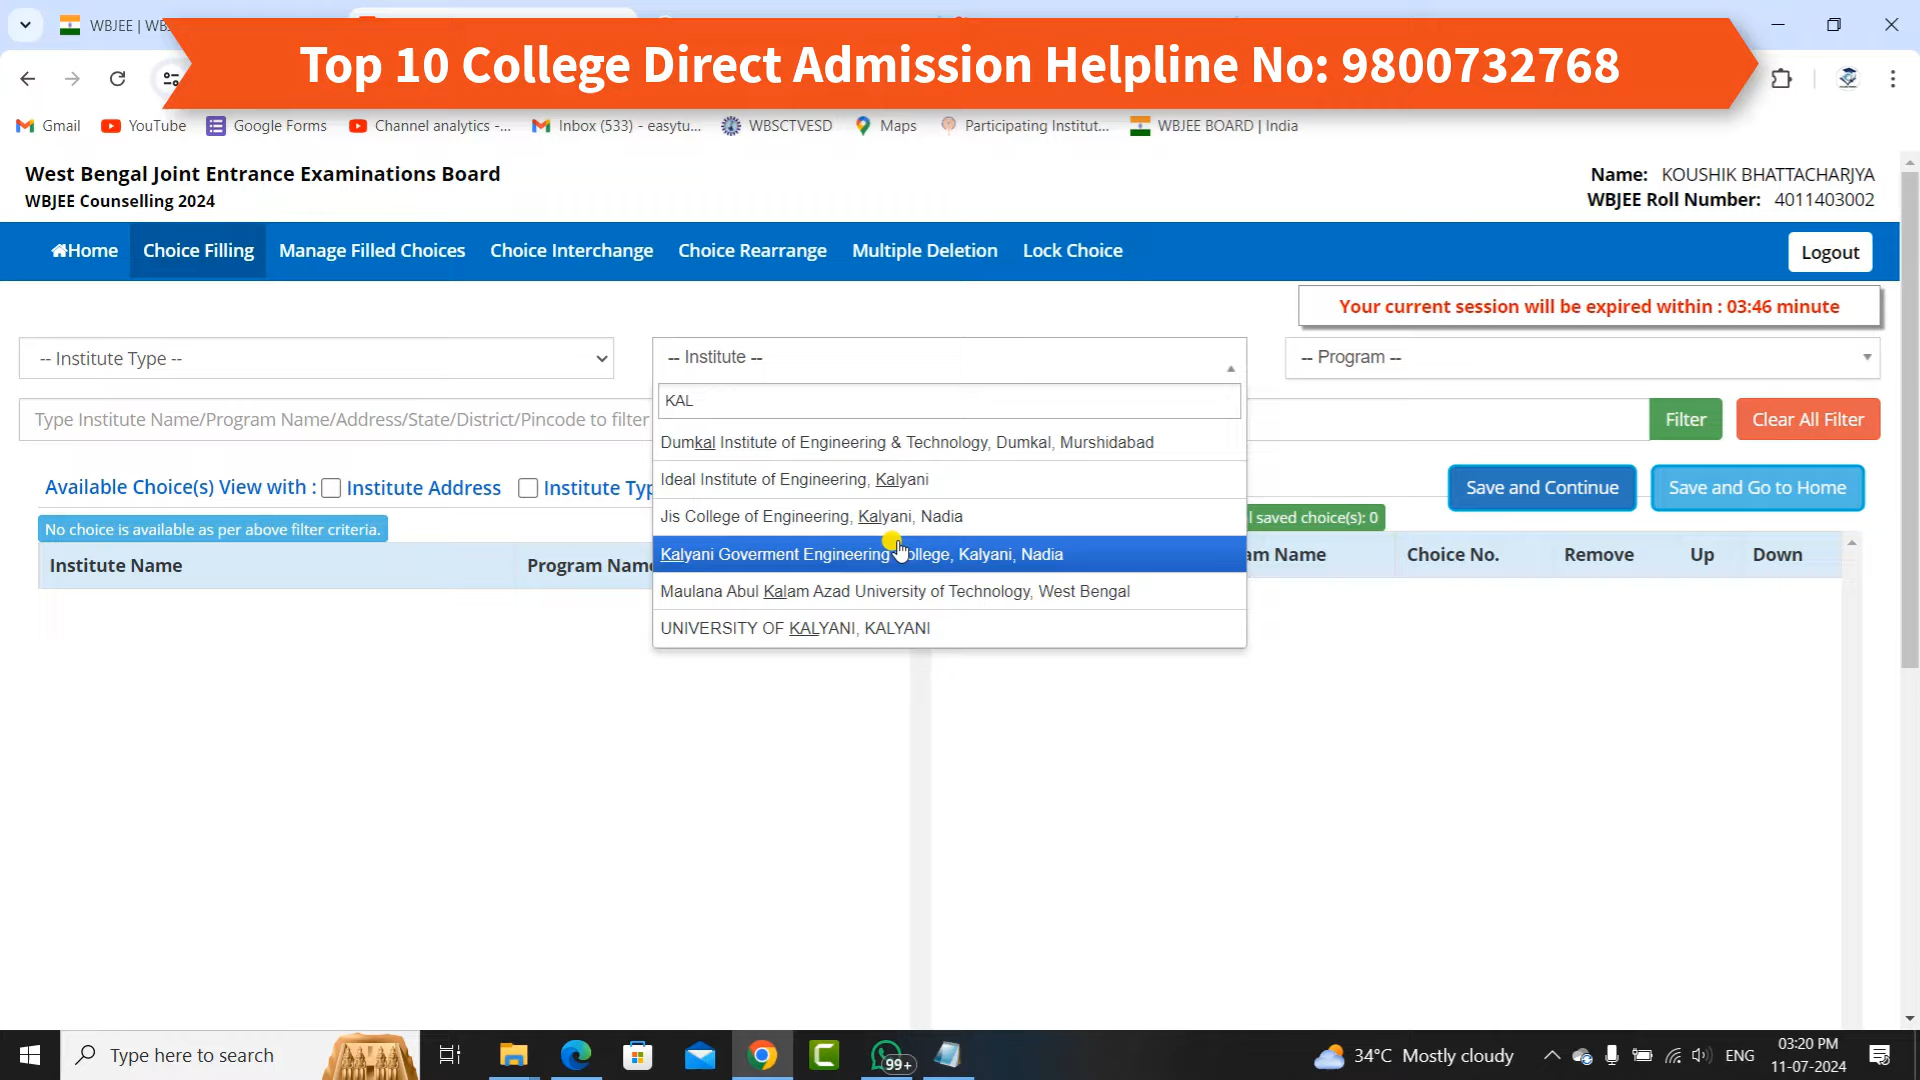 WBJEE | WB
Top 10 College Direct Admission Helpline No: 9800732768
Gmail
YouTube
Google Forms
Channel analytics -...
Inbox (533) - easytu...
WBSCTVESD
Maps
Participating Institut...
WBJEE BOARD | India
West Bengal Joint Entrance Examinations Board
WBJEE Counselling 2024
Name: KOUSHIK BHATTACHARJYA
WBJEE Roll Number: 4011403002
Home
Choice Filling
Manage Filled Choices
Choice Interchange
Choice Rearrange
Multiple Deletion
Lock Choice
Logout
Your current session will be expired within : 03:46 minute
-- Institute Type --
-- Institute --
-- Program --
KAL
Type Institute Name/Program Name/Address/State/District/Pincode to filter
Filter
Clear All Filter
Dumkal Institute of Engineering & Technology, Dumkal, Murshidabad
Ideal Institute of Engineering, Kalyani
Jis College of Engineering, Kalyani, Nadia
Kalyani Goverment Engineering College, Kalyani, Nadia
Maulana Abul Kalam Azad University of Technology, West Bengal
UNIVERSITY OF KALYANI, KALYANI
Available Choice(s) View with :
Institute Address
Institute Typ
Save and Continue
Save and Go to Home
No choice is available as per above filter criteria.
l saved choice(s): 0
Institute Name
Program Name
am Name
Choice No.
Remove
Up
Down
Type here to search
99+
34°C Mostly cloudy
ENG
03:20 PM
11-07-2024